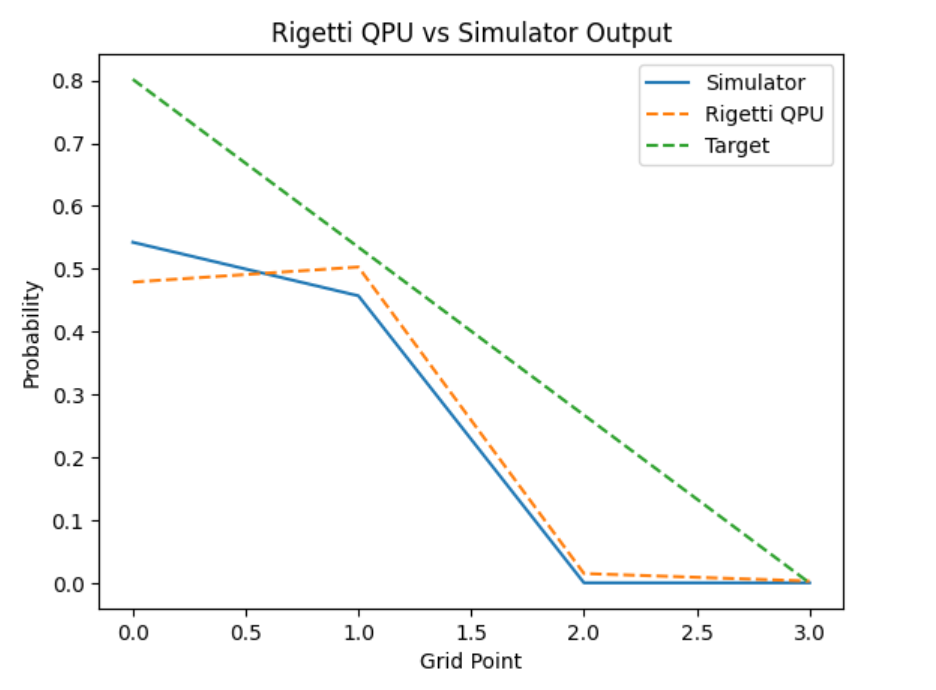 Rigetti QPU vs Simulator Output
Simulator
Rigetti QPU
Target
0.8
0.7
0.6
0.5
0.4
0.3
0.2
0.1
0.0
Probability
0.0 0.5 1.0 1.5 2.0 2.5 3.0
Grid Point